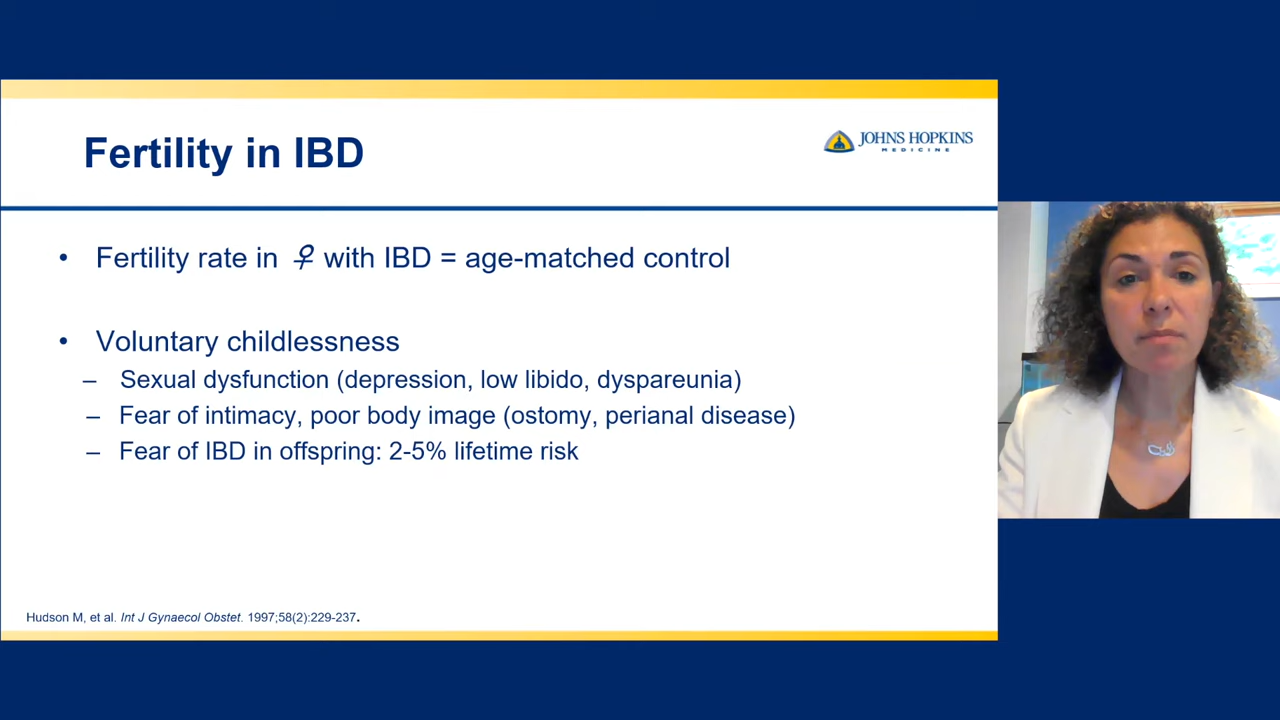 Fertility in IBD
JOHNS HOPKINS
MEDICINE
• Fertility rate in ♀ with IBD = age-matched control
• Voluntary childlessness
– Sexual dysfunction (depression, low libido, dyspareunia)
– Fear of intimacy, poor body image (ostomy, perianal disease)
– Fear of IBD in offspring: 2-5% lifetime risk
Hudson M, et al. Int J Gynaecol Obstet. 1997;58(2):229-237.